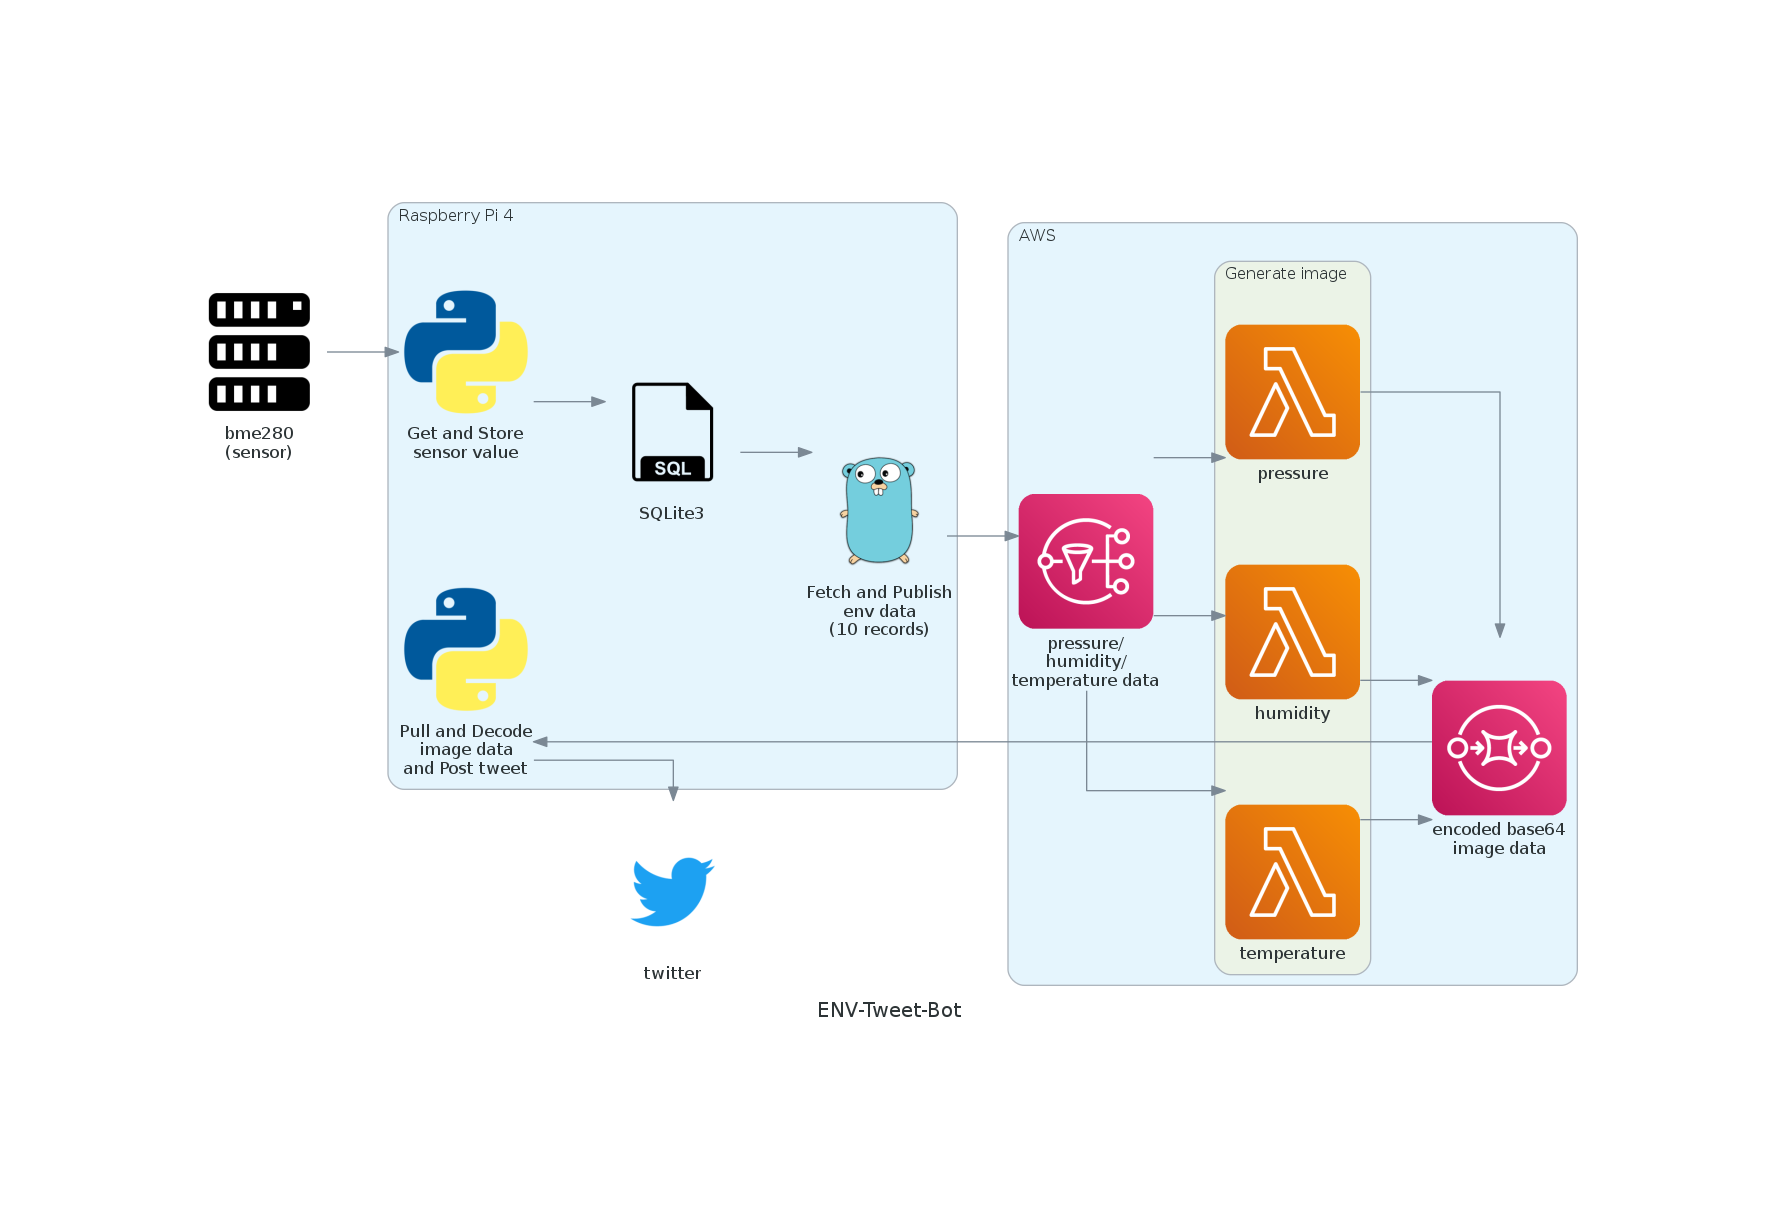 Raspberry Pi 4
AWS
Generate image
bme280
(sensor)
Get and Store
sensor value
SQL
SQLite3
Fetch and Publish
env data
(10 records)
pressure/
humidity/
temperature data
pressure
humidity
temperature
encoded base64
image data
Pull and Decode
image data
and Post tweet
twitter
ENV-Tweet-Bot